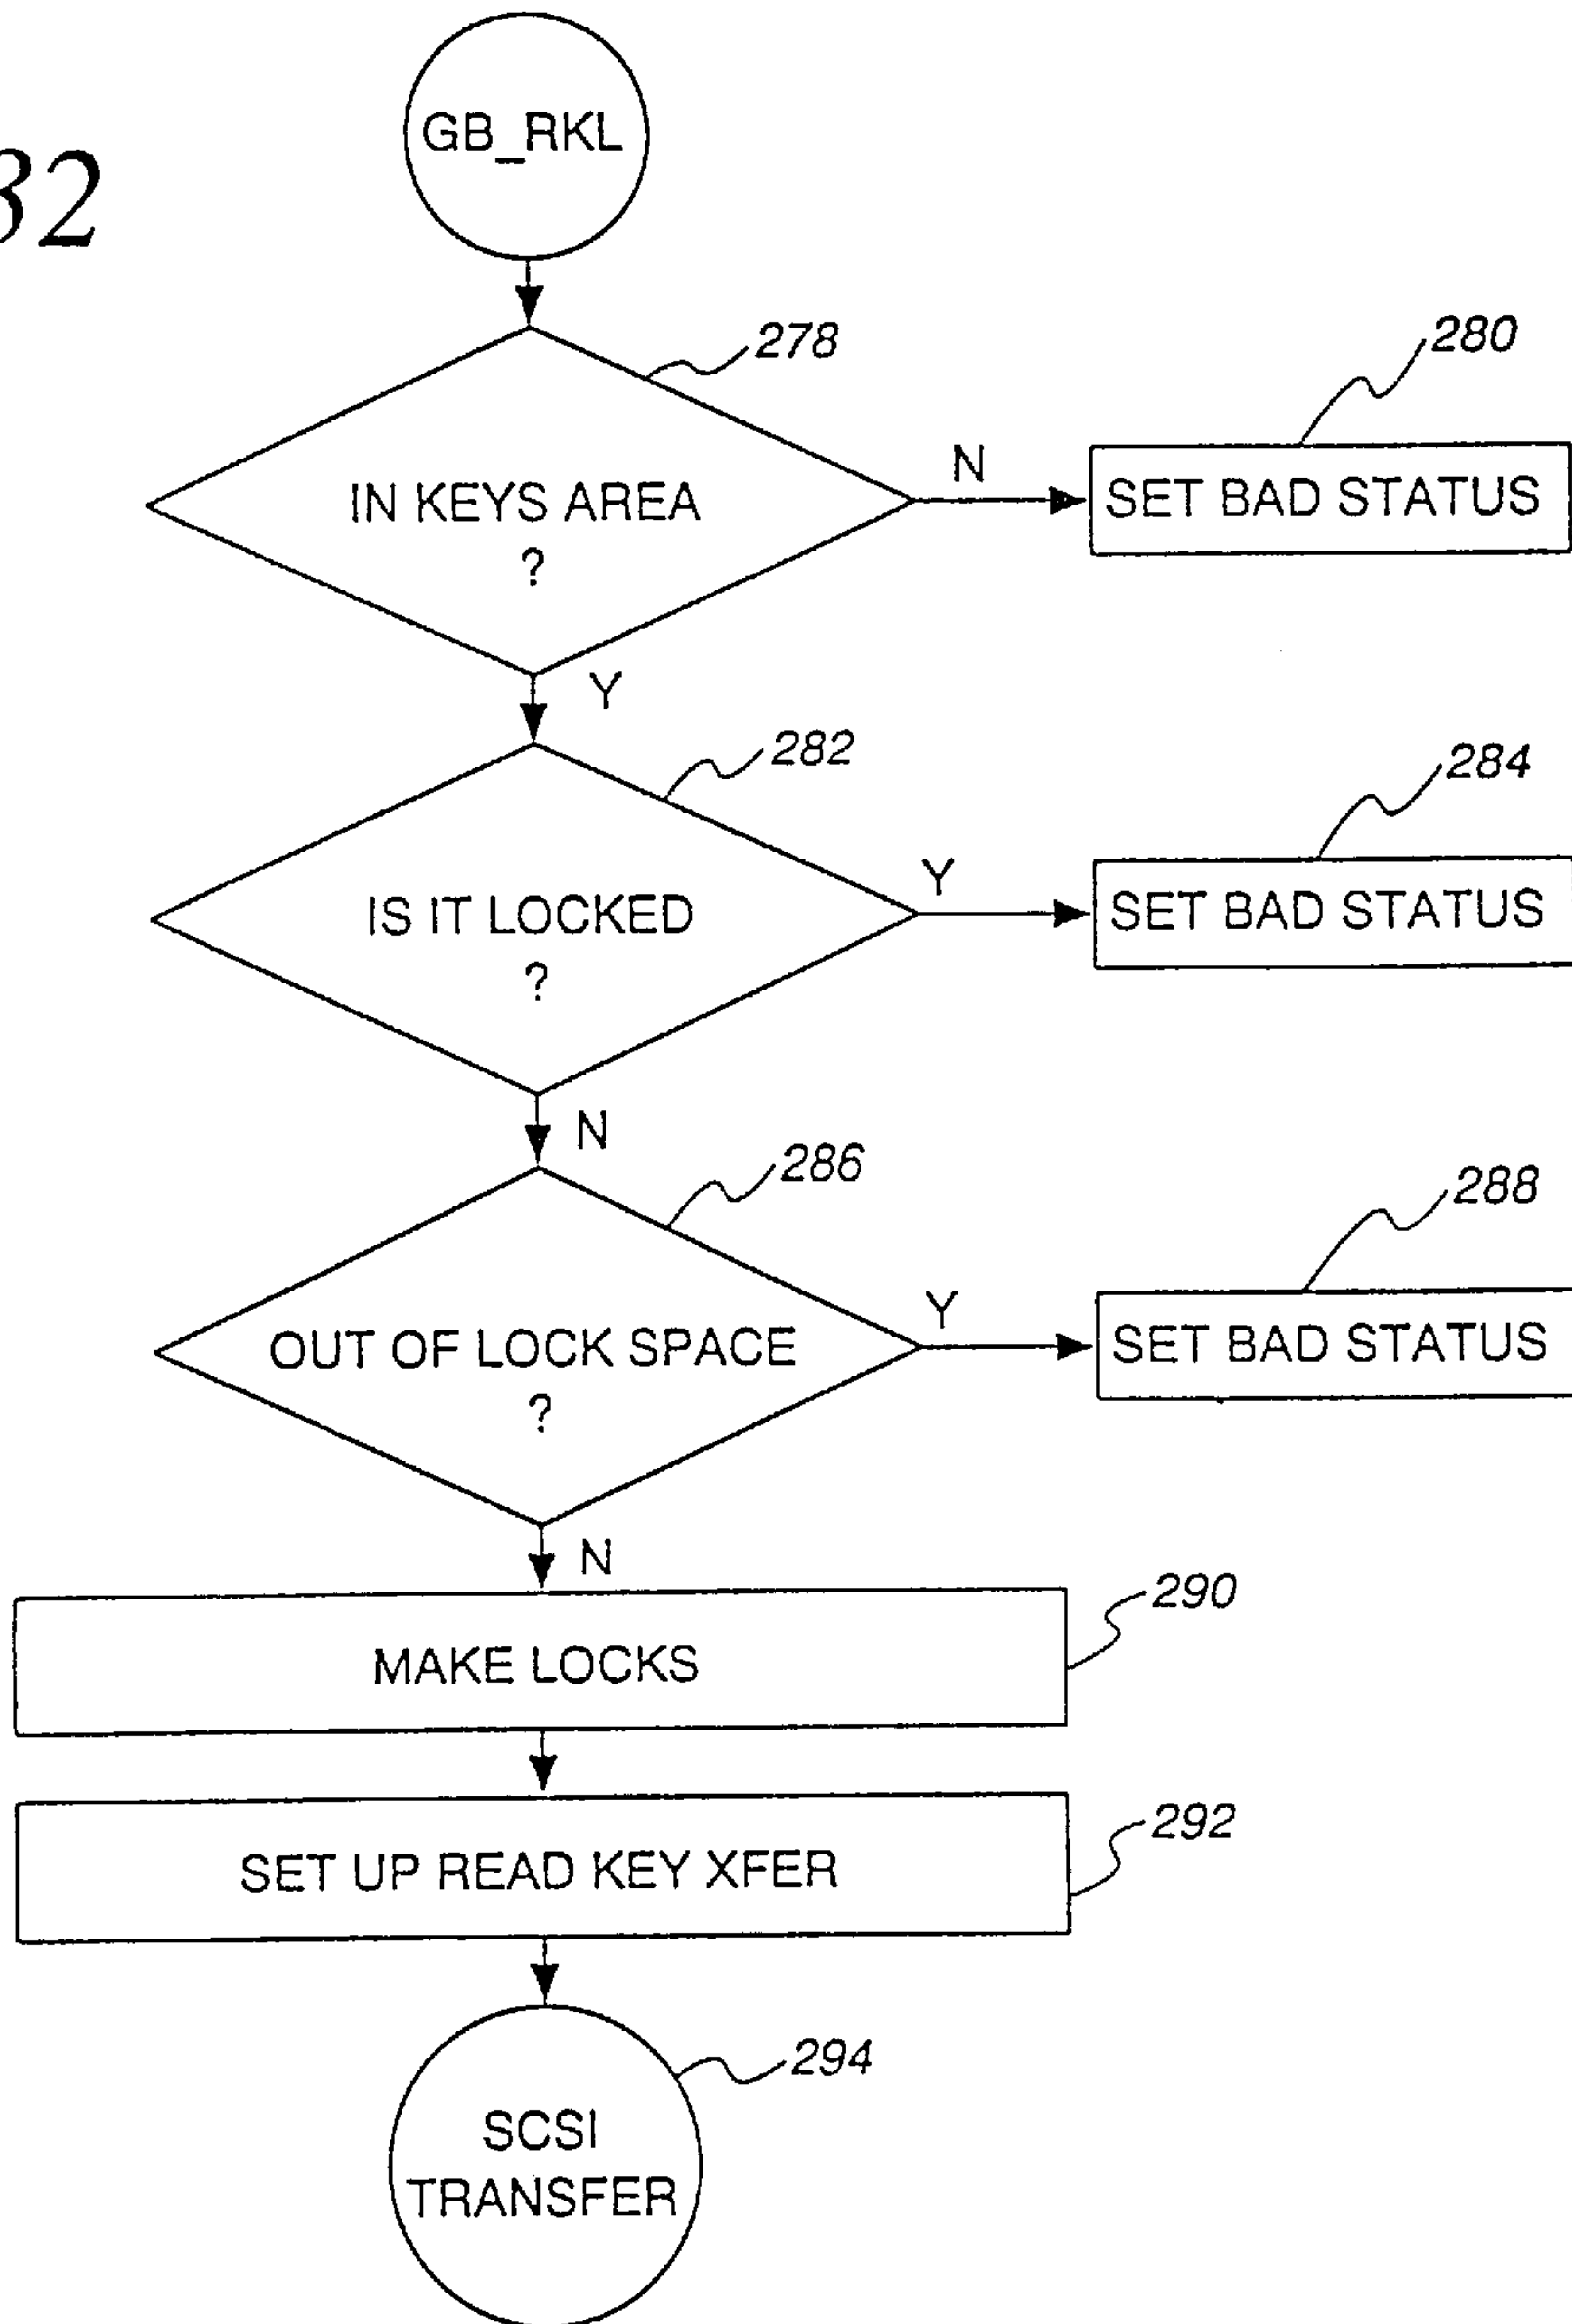 32
GB_RKL
278
280
IN KEYS AREA
?
N
SET BAD STATUS
Y
282
284
IS IT LOCKED
?
Y
SET BAD STATUS
N
286
288
OUT OF LOCK SPACE
?
Y
SET BAD STATUS
N
290
MAKE LOCKS
292
SET UP READ KEY XFER
294
SCSI
TRANSFER